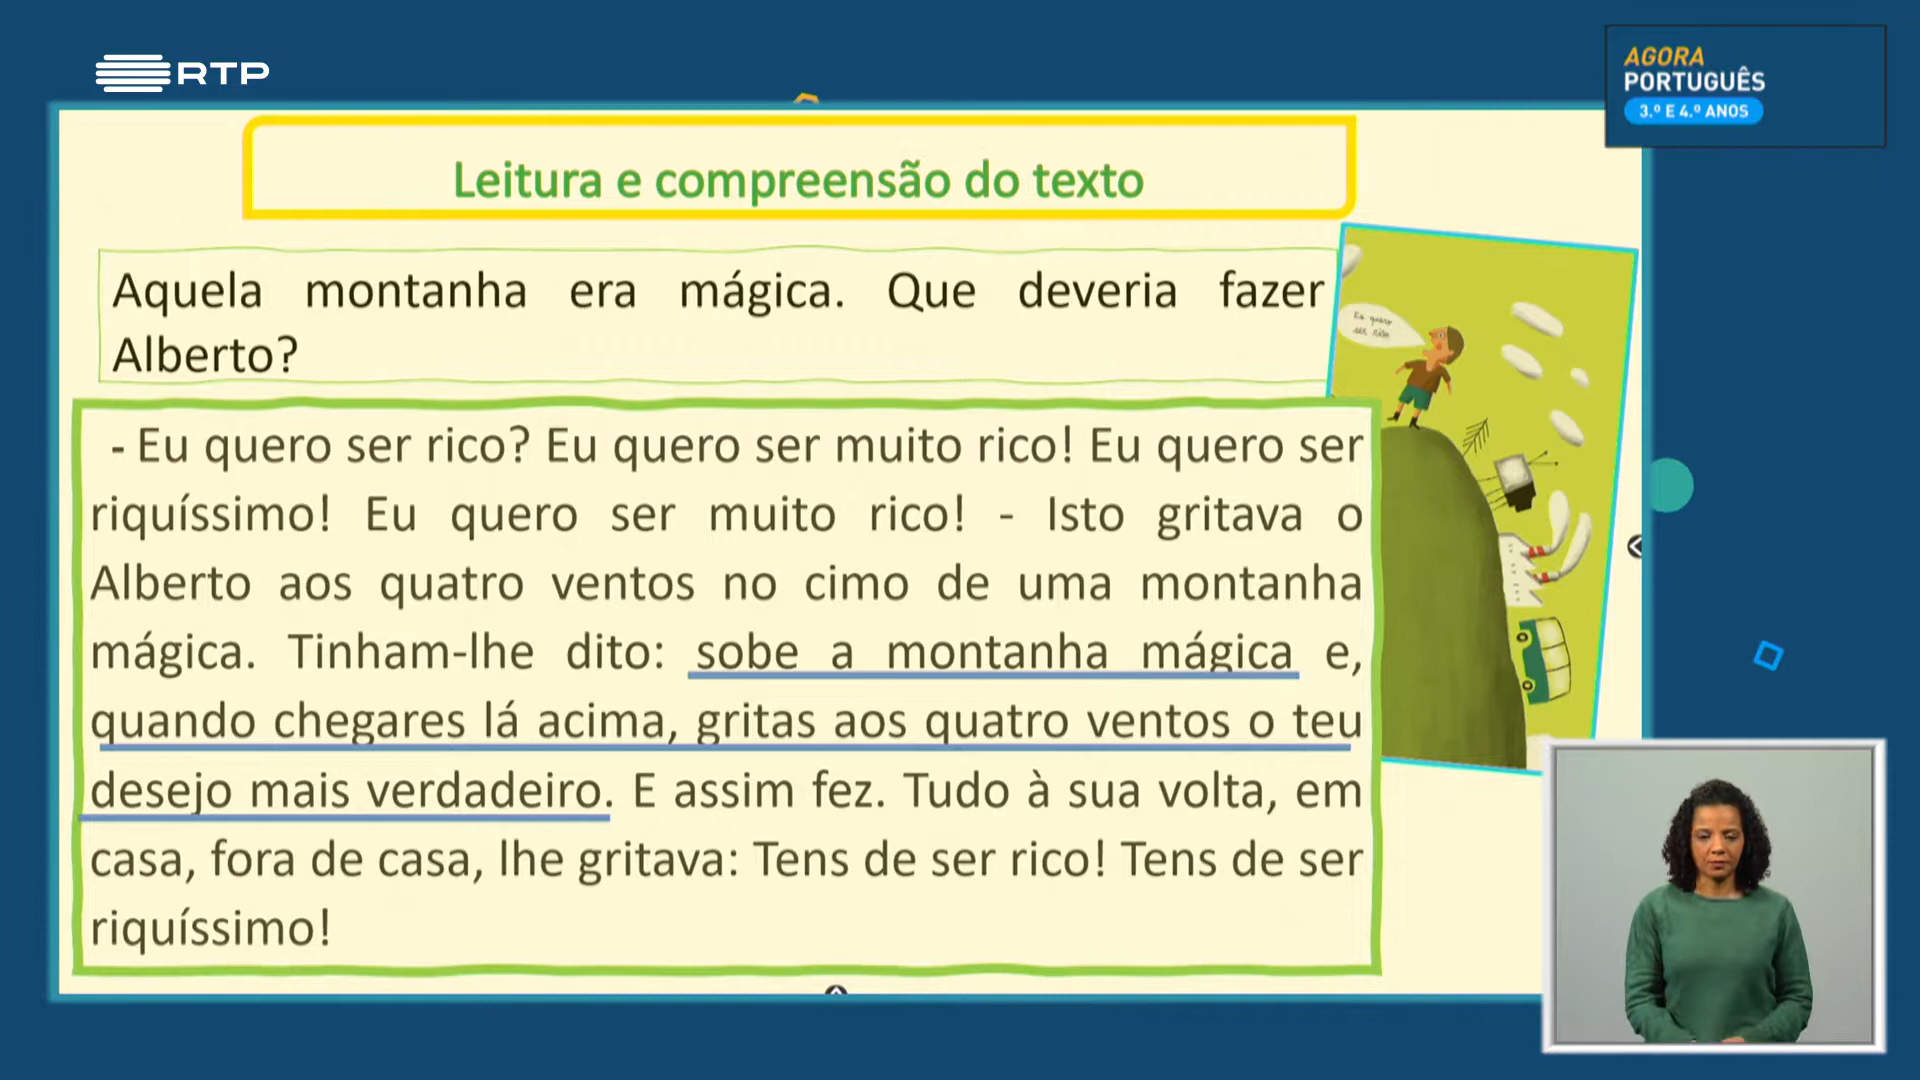 RTP
AGORA
PORTUGUÊS
3.º E 4.º ANOS
Leitura e compreensão do texto
Aquela montanha era mágica. Que deveria fazer
Alberto?
Eu quero
ser rico
- Eu quero ser rico? Eu quero ser muito rico! Eu quero ser
riquíssimo! Eu quero ser muito rico! - Isto gritava o
Alberto aos quatro ventos no cimo de uma montanha
mágica. Tinham-lhe dito: sobe a montanha mágica e,
quando chegares lá acima, gritas aos quatro ventos o teu
desejo mais verdadeiro. E assim fez. Tudo à sua volta, em
casa, fora de casa, lhe gritava: Tens de ser rico! Tens de ser
riquíssimo!